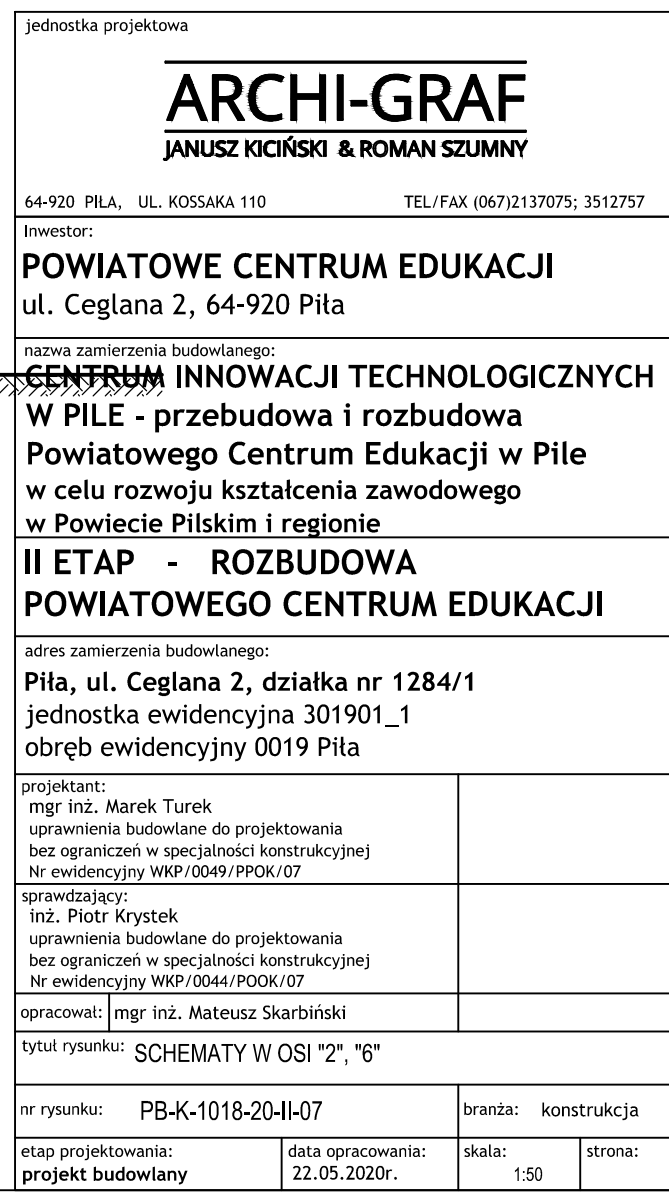 jednostka projektowa
ARCHI-GRAF
JANUSZ KICIŃSKI & ROMAN SZUMNY
64-920 PIŁA, UL. KOSSAKA 110 TEL/FAX (067)2137075; 3512757
Inwestor:
POWIATOWE CENTRUM EDUKACJI
ul. Ceglana 2, 64-920 Piła
nazwa zamierzenia budowlanego:
CENTRUM INNOWACJI TECHNOLOGICZNYCH
W PILE - przebudowa i rozbudowa
Powiatowego Centrum Edukacji w Pile
w celu rozwoju kształcenia zawodowego
w Powiecie Pilskim i regionie
II ETAP - ROZBUDOWA
POWIATOWEGO CENTRUM EDUKACJI
adres zamierzenia budowlanego:
Piła, ul. Ceglana 2, działka nr 1284/1
jednostka ewidencyjna 301901_1
obręb ewidencyjny 0019 Piła
projektant:
mgr inż. Marek Turek
uprawnienia budowlane do projektowania
bez ograniczeń w specjalności konstrukcyjnej
Nr ewidencyjny WKP/0049/PPOK/07
sprawdzający:
inż. Piotr Krystek
uprawnienia budowlane do projektowania
bez ograniczeń w specjalności konstrukcyjnej
Nr ewidencyjny WKP/0044/POOK/07
opracował: mgr inż. Mateusz Skarbiński
tytuł rysunku: SCHEMATY W OSI "2", "6"
nr rysunku: PB-K-1018-20-II-07 branża: konstrukcja
etap projektowania: data opracowania: skala: strona:
projekt budowlany 22.05.2020r. 1:50